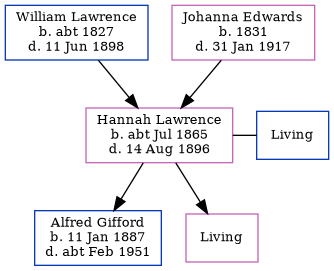 William Lawrence
b. abt 1827
d. 11 Jun 1898
Johanna Edwards
b. 1831
d. 31 Jan 1917
Hannah Lawrence
b. abt Jul 1865
d. 14 Aug 1896
Living
Alfred Gifford
b. 11 Jan 1887
d. abt Feb 1951
Living